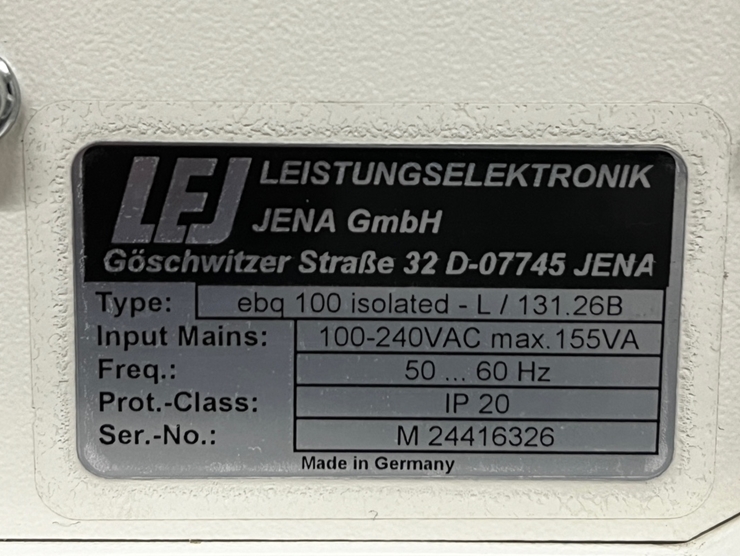 LEJ LEISTUNGSELEKTRONIK
JENA GmbH
Göschwitzer Straße 32 D-07745 JENA
Type: ebq 100 isolated - L / 131.26B
Input Mains: 100-240VAC max.155VA
Freq.: 50 ... 60 Hz
Prot.-Class: IP 20
Ser.-No.: M 24416326
Made in Germany